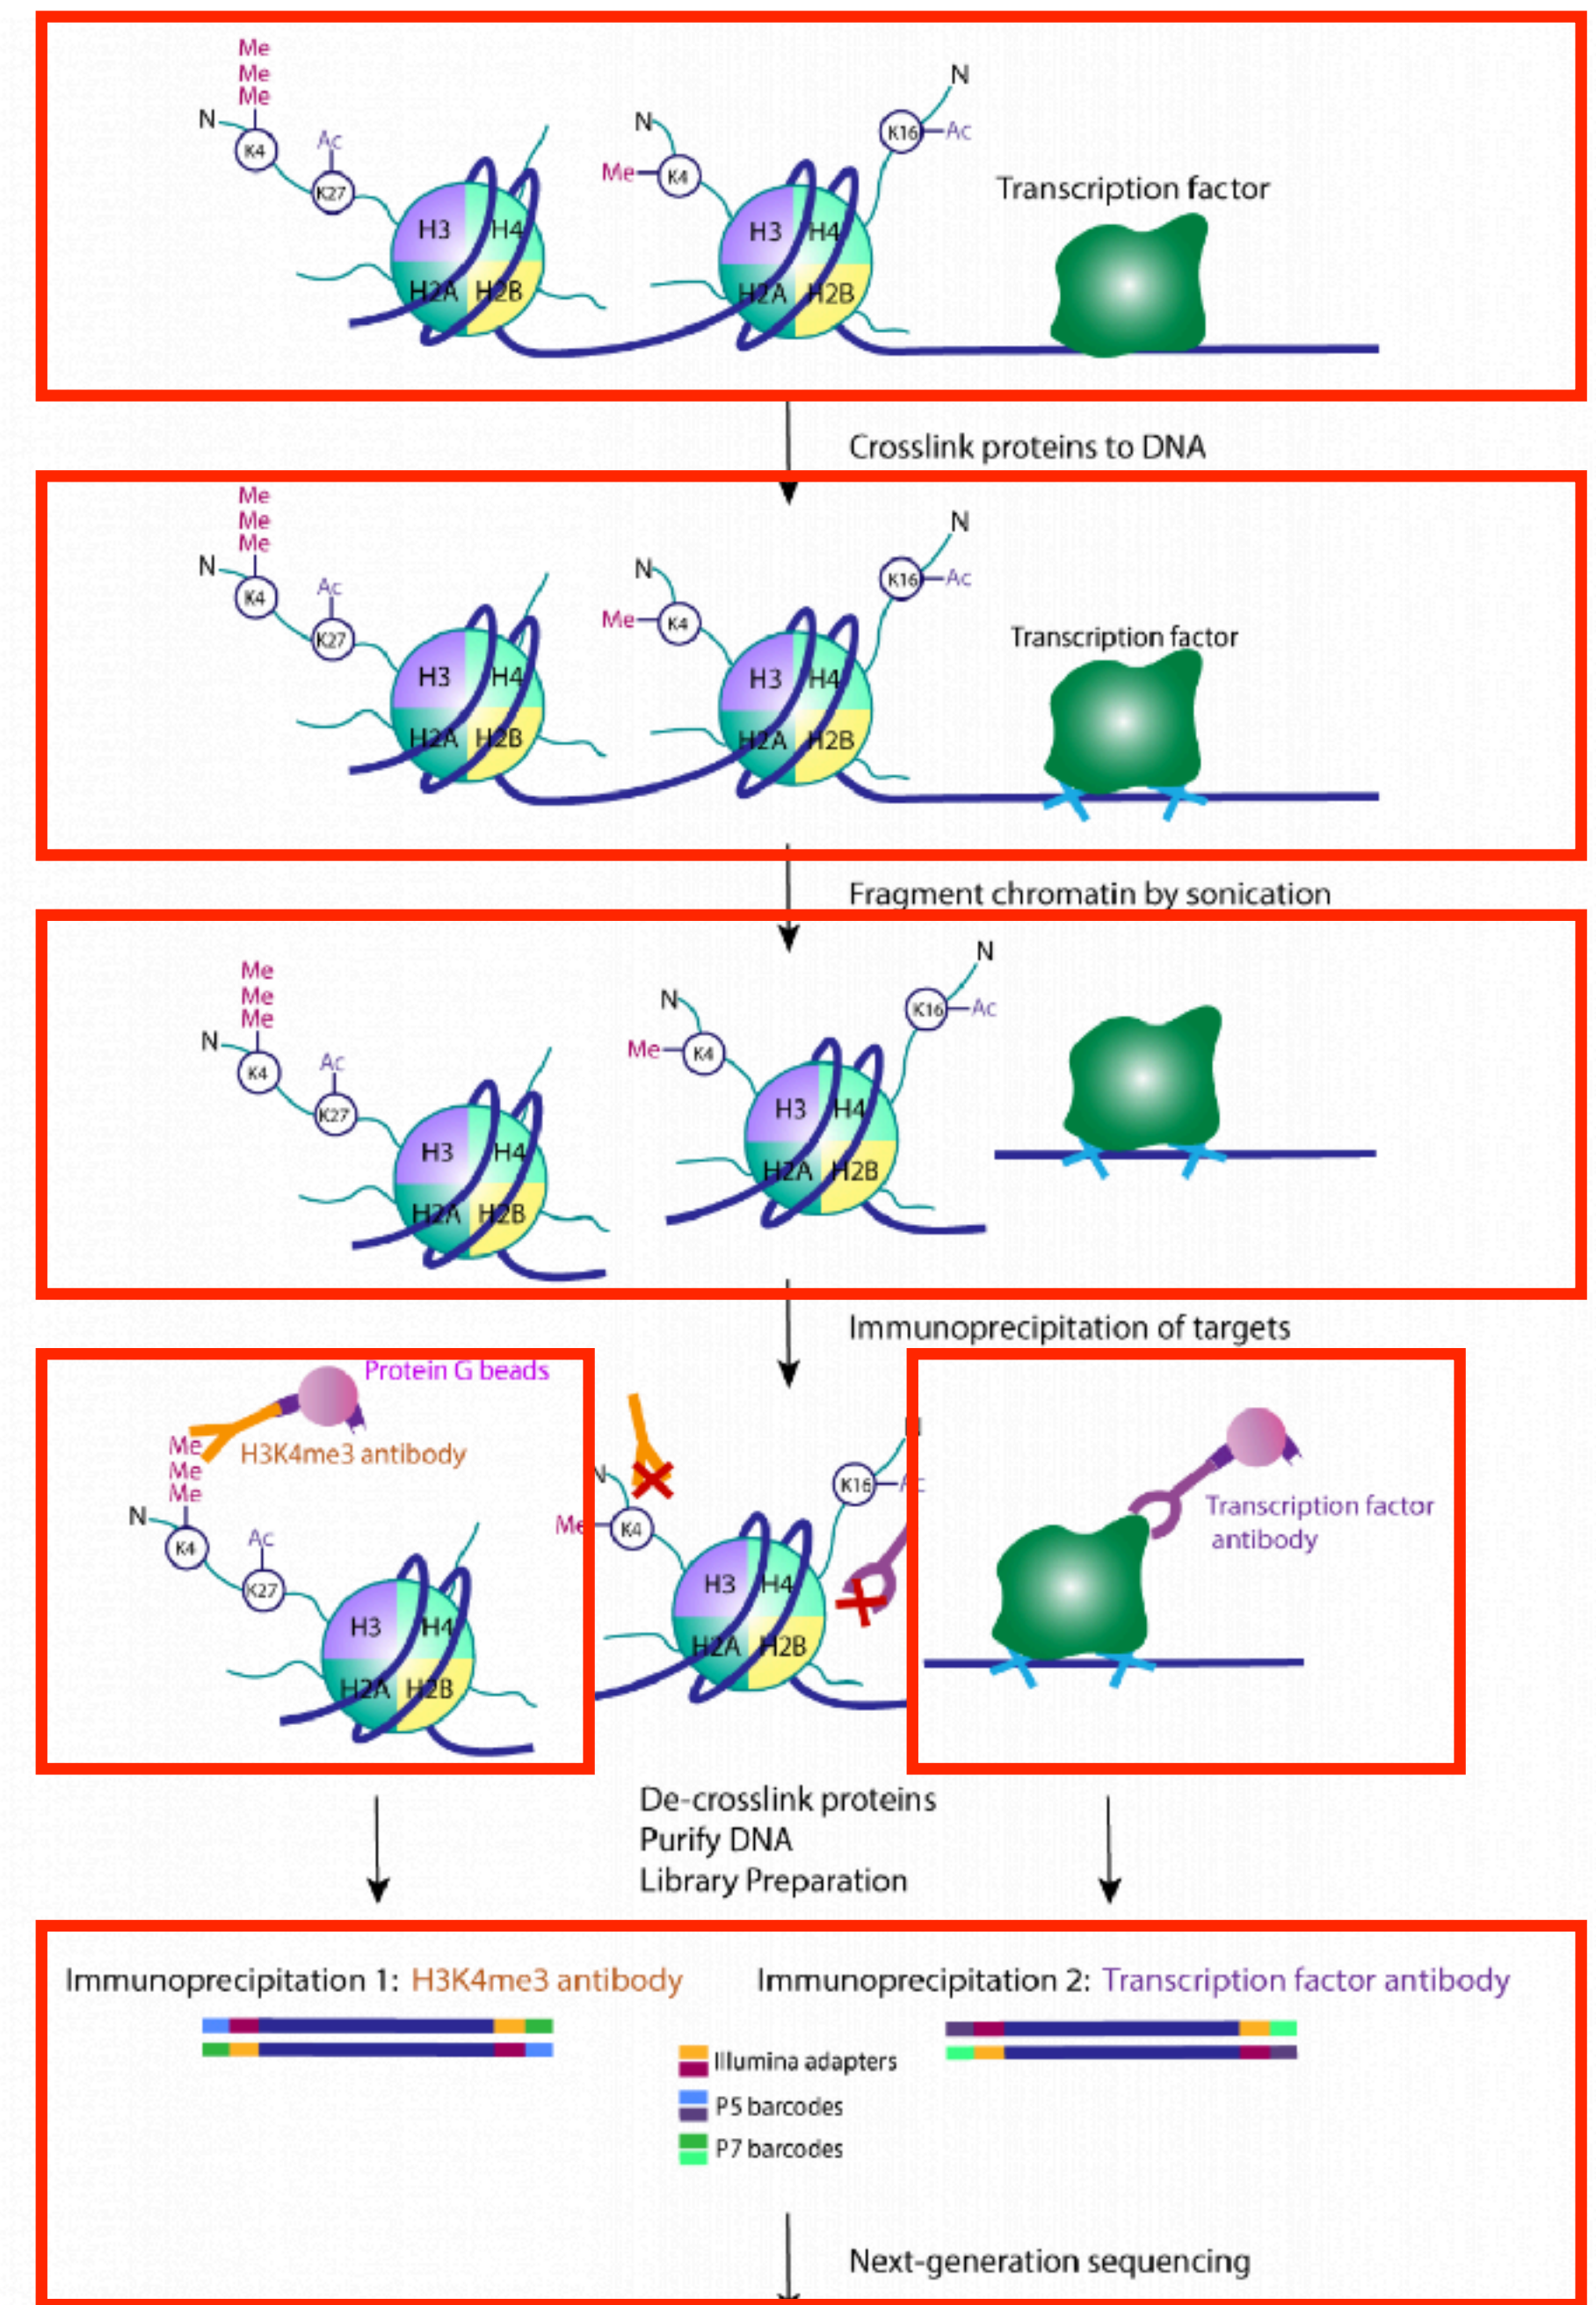 Me
Me
Me
N
K4
Ac
K27
H3
H4
H2A
H2B
N
Me
K4
N
K16
Ac
H3
H4
H2A
H2B
Transcription factor
Crosslink proteins to DNA
Me
Me
Me
N
K4
Ac
K27
H3
H4
H2A
H2B
N
Me
K4
N
K16
Ac
H3
H4
H2A
H2B
Transcription factor
Fragment chromatin by sonication
Me
Me
Me
N
K4
Ac
K27
H3
H4
H2A
H2B
N
Me
K4
N
K16
Ac
H3
H4
H2A
H2B
Immunoprecipitation of targets
Protein G beads
H3K4me3 antibody
Me
Me
Me
N
K4
Ac
K27
H3
H4
H2A
H2B
N
Me
K4
N
K16
Ac
H3
H4
H2A
H2B
Transcription factor
antibody
De-crosslink proteins
Purify DNA
Library Preparation
Immunoprecipitation 1: H3K4me3 antibody
Immunoprecipitation 2: Transcription factor antibody
Illumina adapters
P5 barcodes
P7 barcodes
Next-generation sequencing